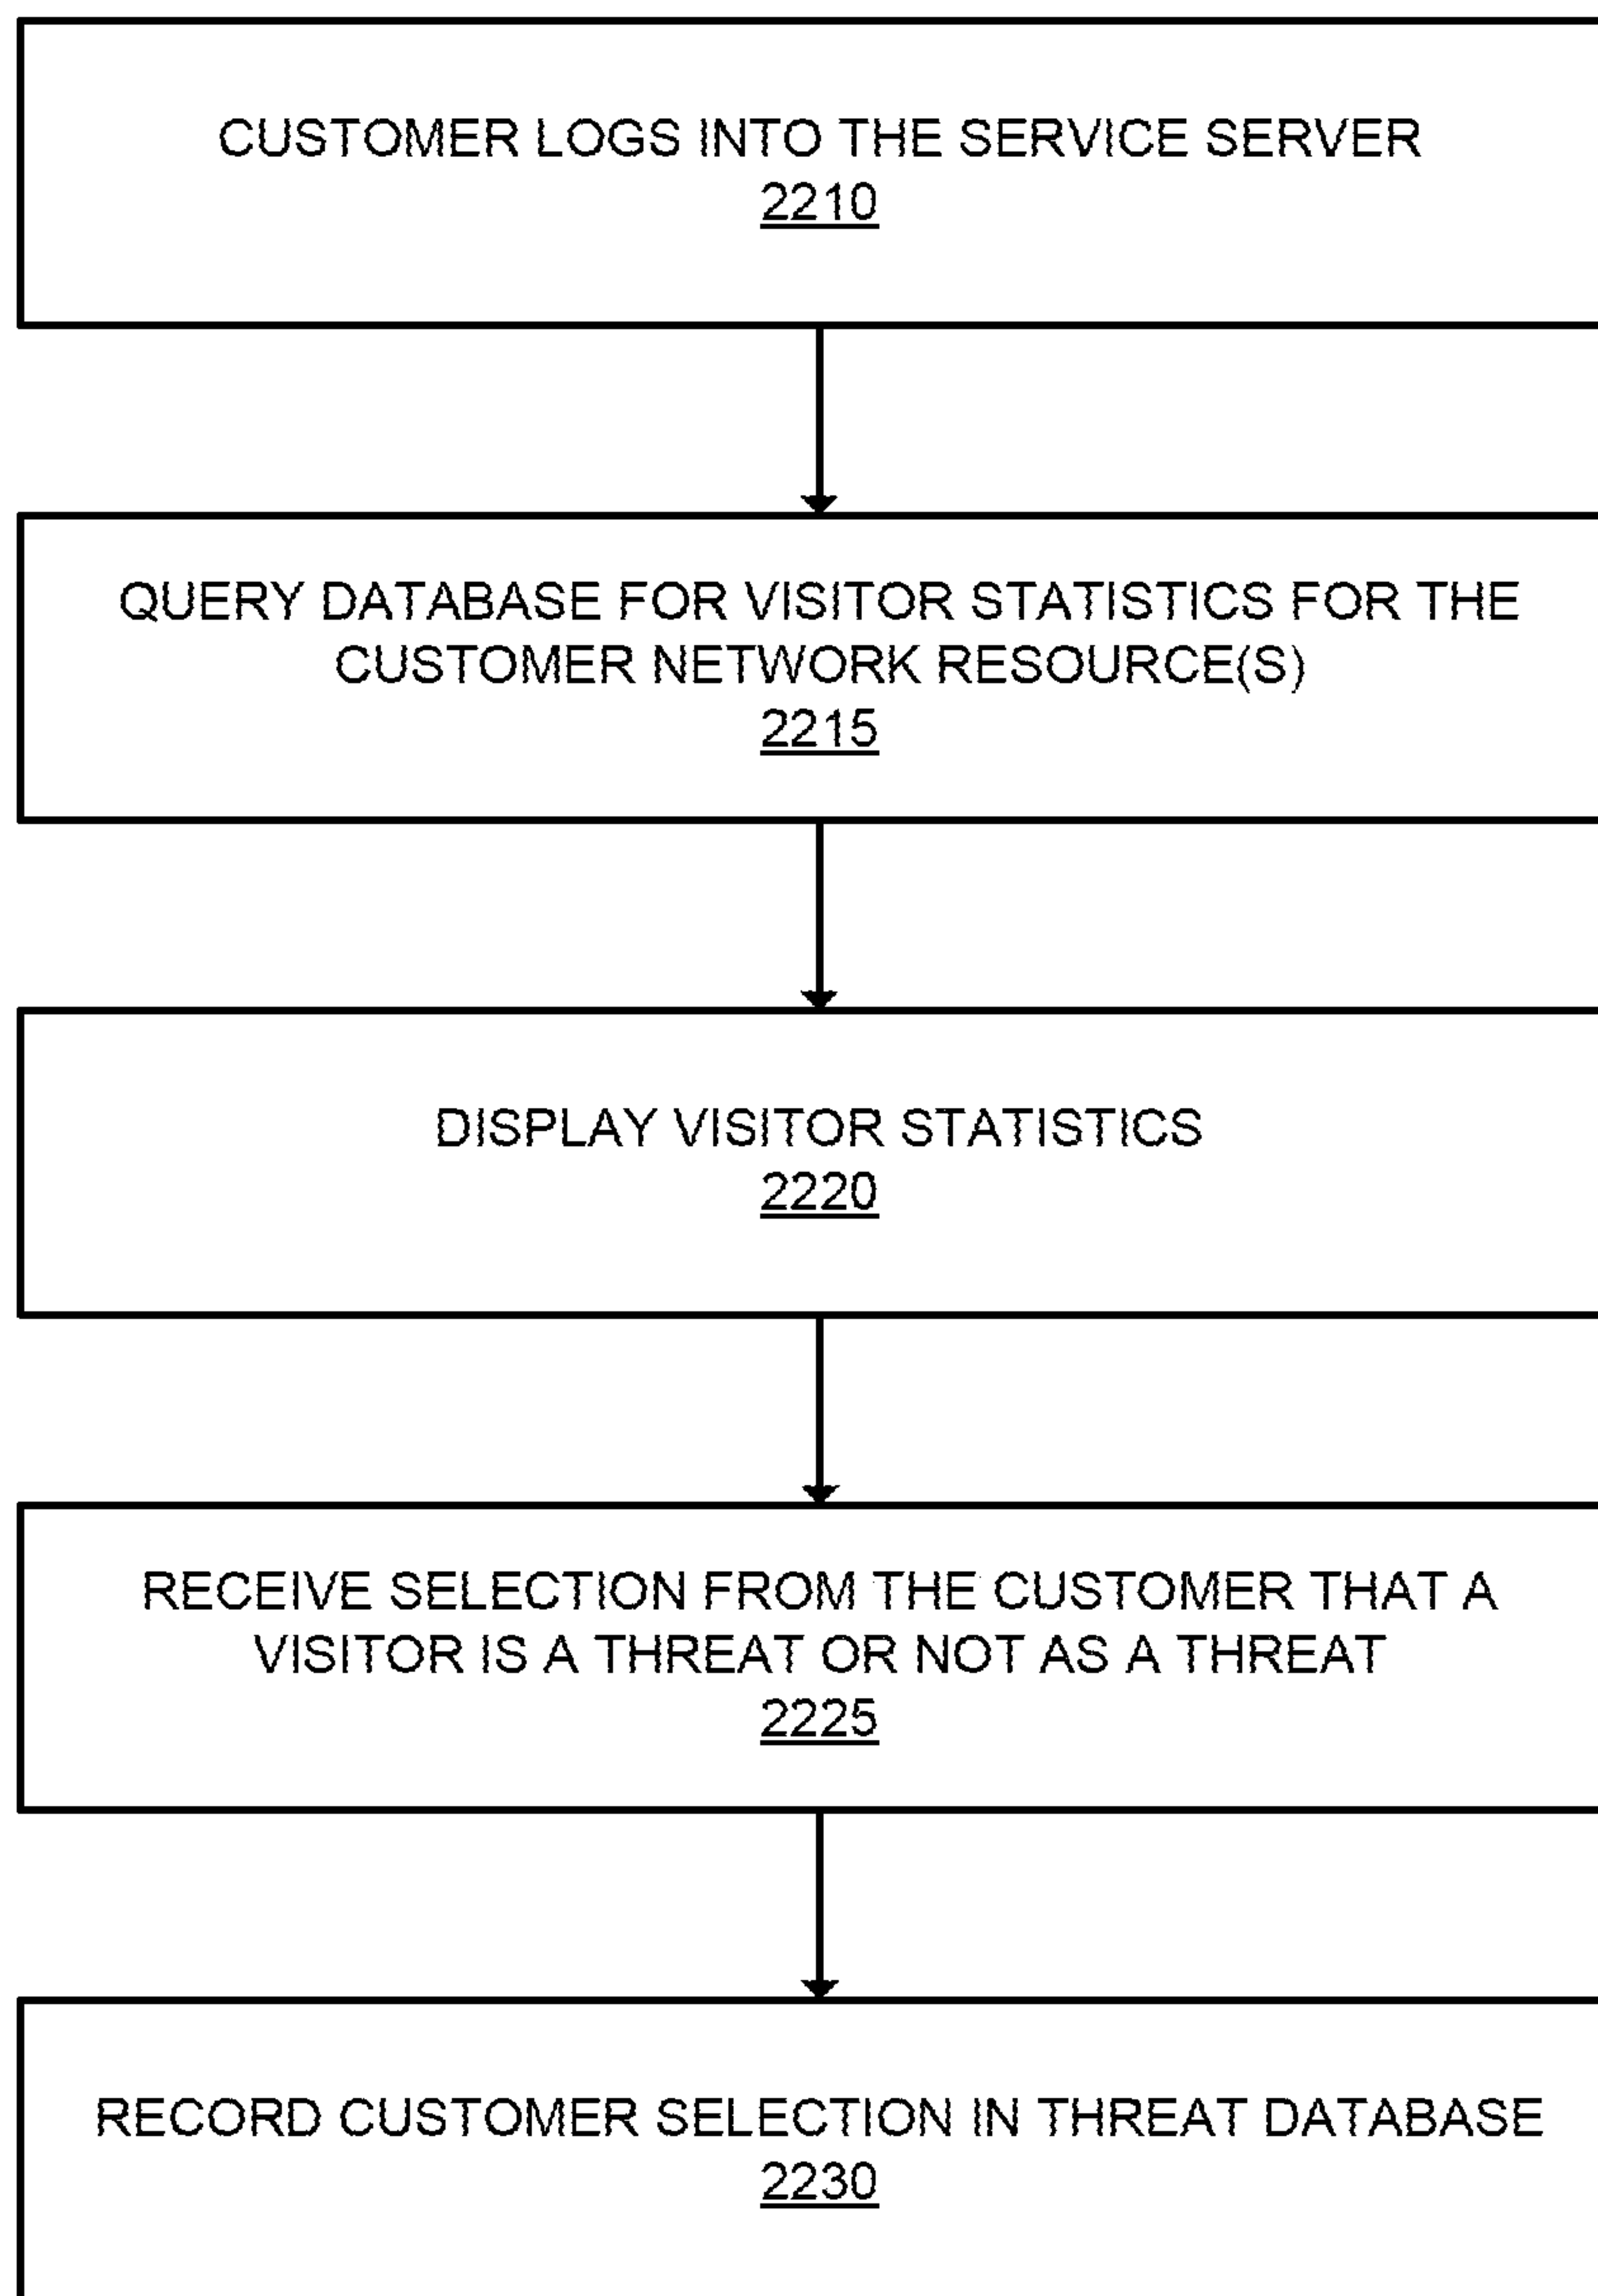 CUSTOMER LOGS INTO THE SERVICE SERVER
2210
QUERY DATABASE FOR VISITOR STATISTICS FOR THE
CUSTOMER NETWORK RESOURCE(S)
2215
DISPLAY VISITOR STATISTICS
2220
RECEIVE SELECTION FROM THE CUSTOMER THAT A
VISITOR IS A THREAT OR NOT AS A THREAT
2225
RECORD CUSTOMER SELECTION IN THREAT DATABASE
2230